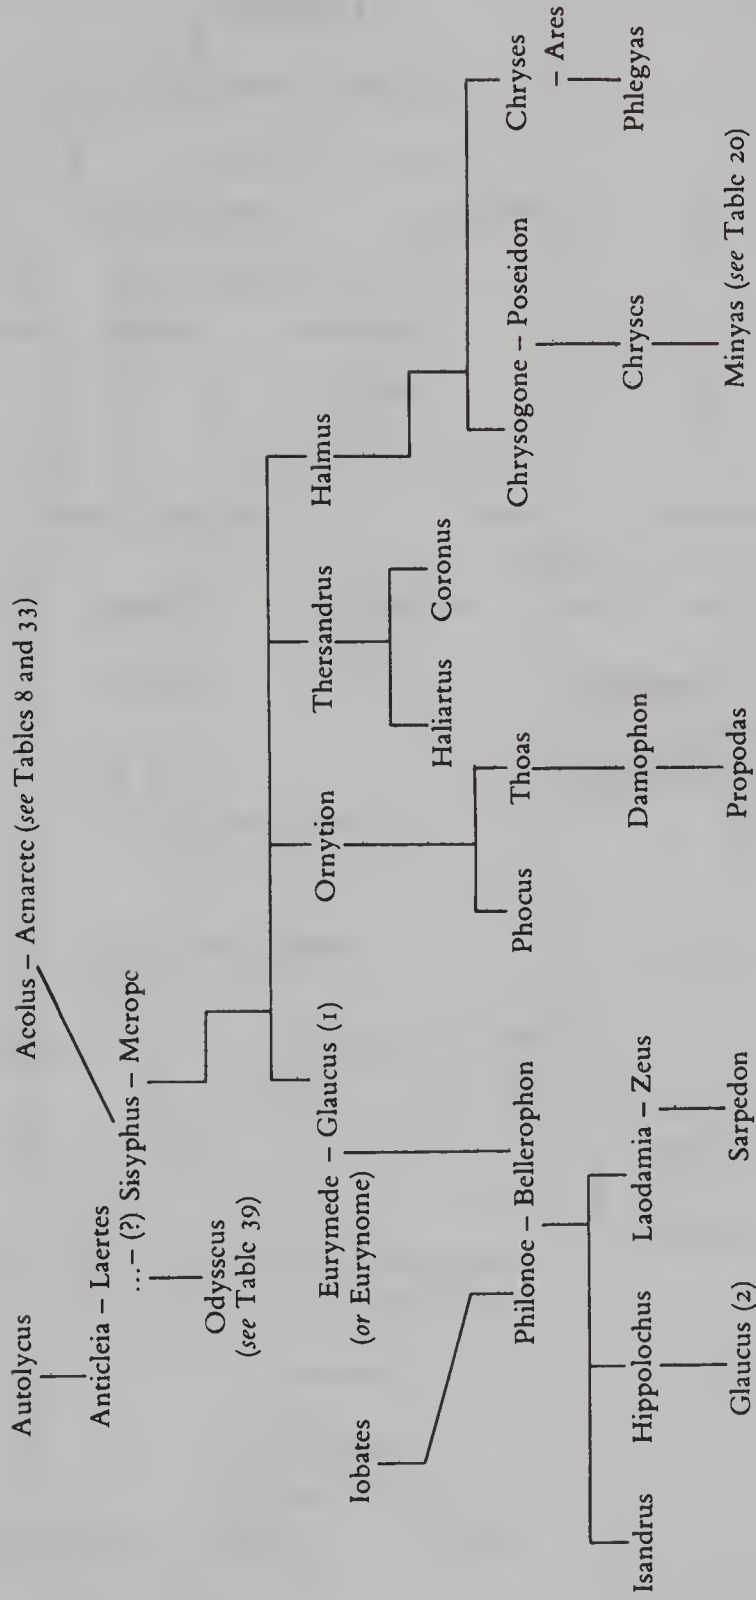 Autolycus
Aeolus – Aenarete (see Tables 8 and 33)
Anticleia – Laertes
...– (?) Sisyphus – Merope
Odysseus
(see Table 39)
Eurymede – Glaucus (1)
(or Eurynome)
Ornytion
Thersandrus
Halmus
Iobates
Haliartus
Coronus
Philonoe – Bellerophon
Phocus
Thoas
Chrysogone – Poseidon
Chryses
– Ares
Isandrus
Hippolochus
Laodamia – Zeus
Damophon
Chryses
Phlegyas
Glaucus (2)
Sarpedon
Propodas
Minyas (see Table 20)